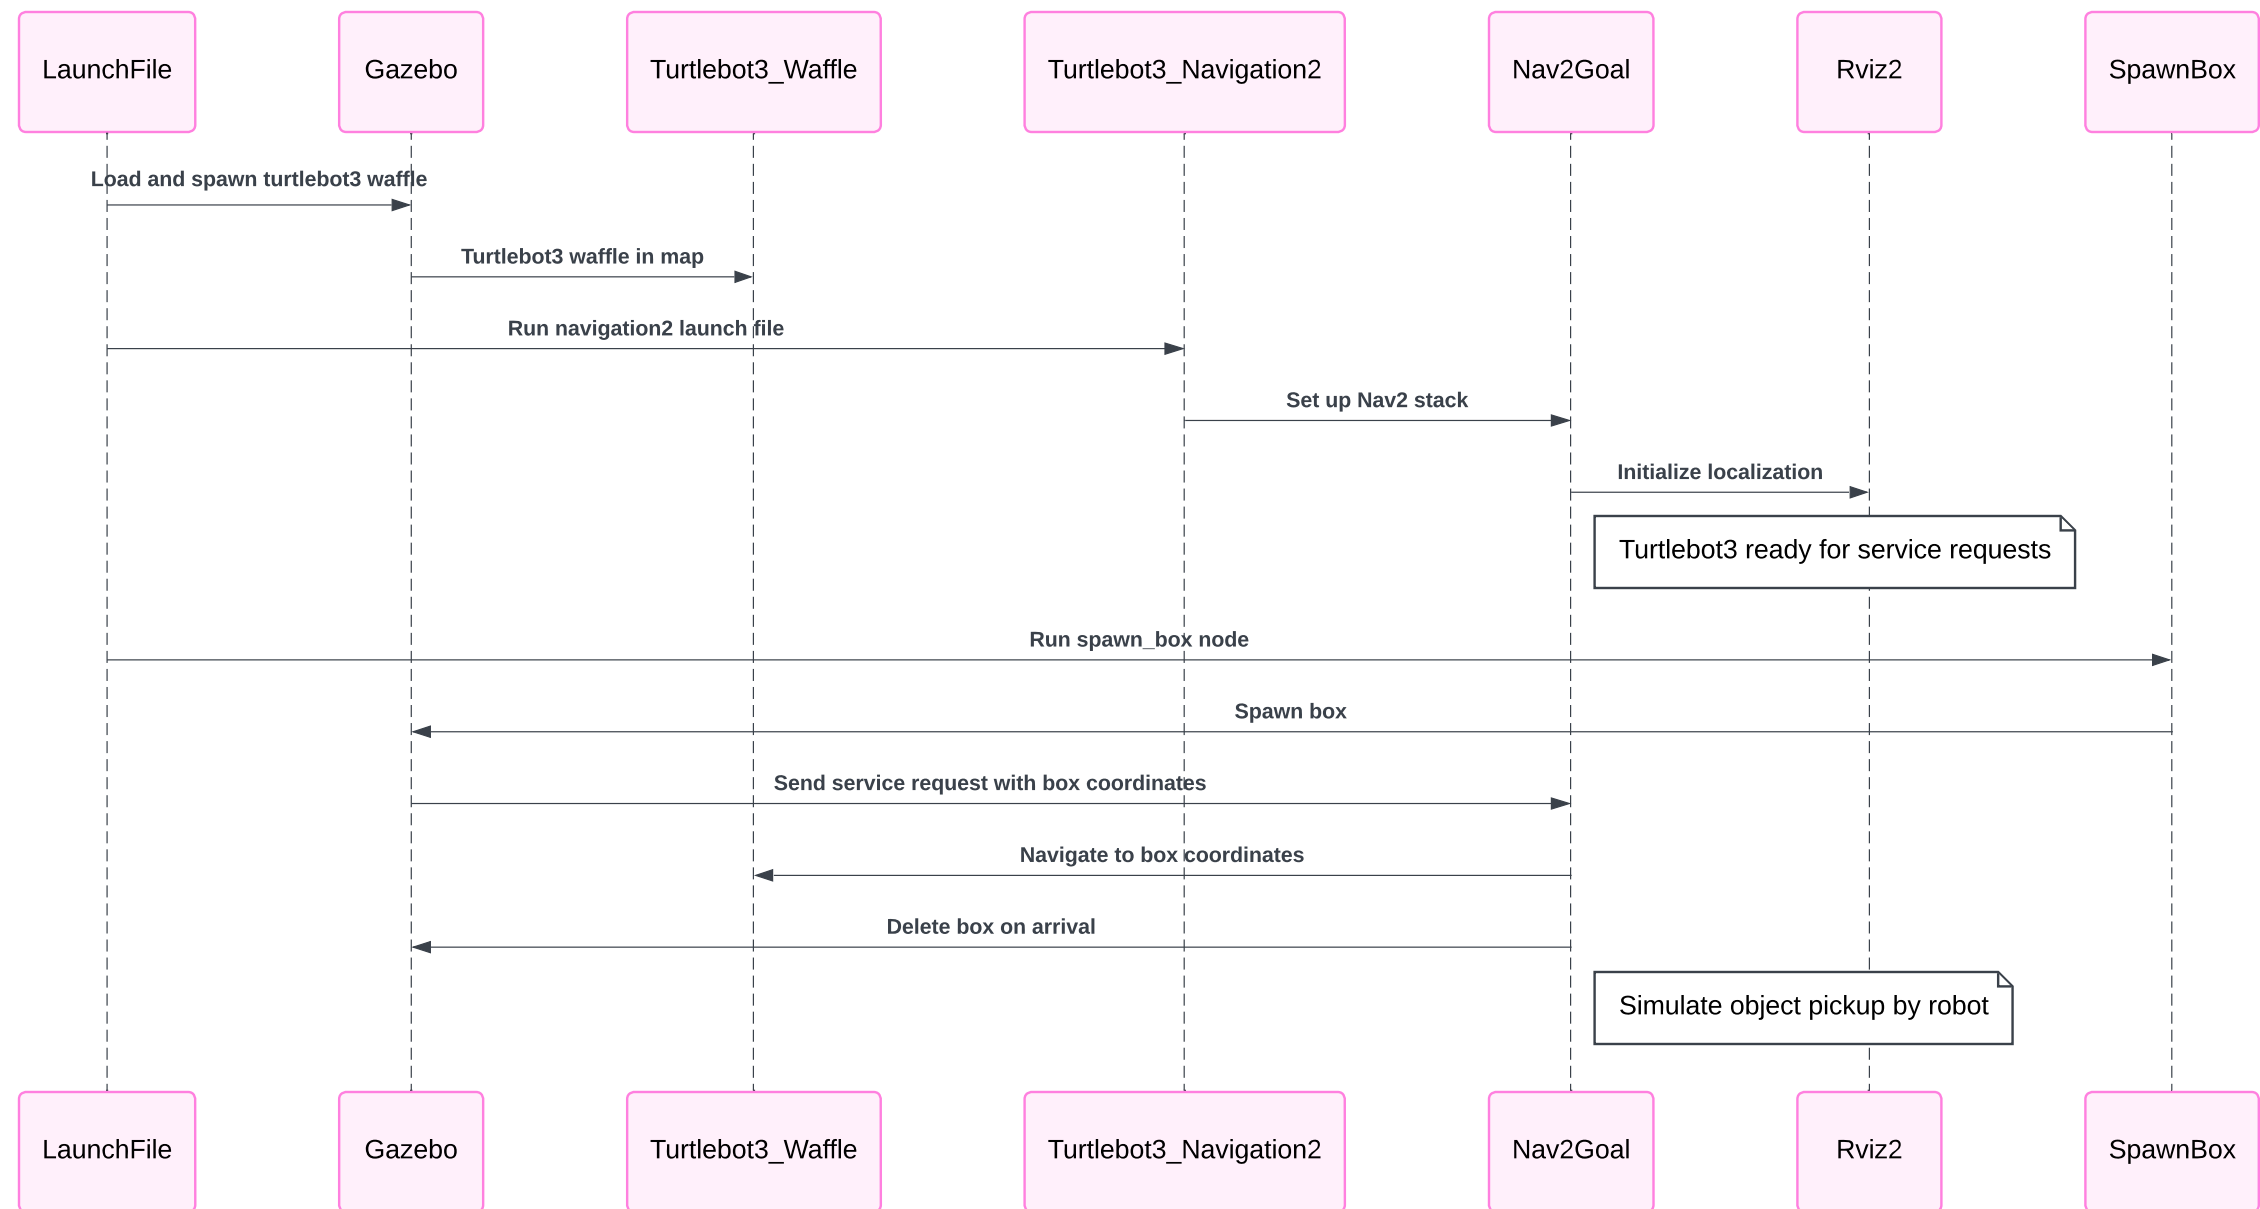 LaunchFile
Gazebo
Turtlebot3_Waffle
Turtlebot3_Navigation2
Nav2Goal
Rviz2
SpawnBox
Load and spawn turtlebot3 waffle
Turtlebot3 waffle in map
Run navigation2 launch file
Set up Nav2 stack
Initialize localization
Turtlebot3 ready for service requests
Run spawn_box node
Spawn box
Send service request with box coordinates
Navigate to box coordinates
Delete box on arrival
Simulate object pickup by robot
LaunchFile
Gazebo
Turtlebot3_Waffle
Turtlebot3_Navigation2
Nav2Goal
Rviz2
SpawnBox